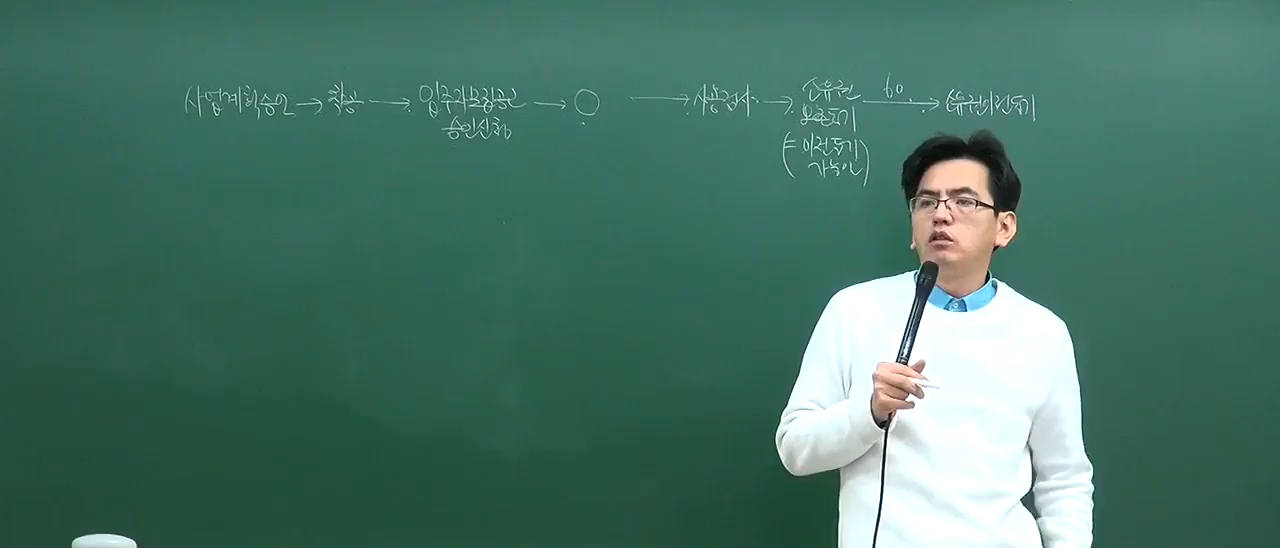 사업계획승인 → 착공 → 입주자모집공고 승인신청 → ○ → 사용검사 → 소유권보존등기 (= 이전등기 가능일) 60. → 소유권이전등기